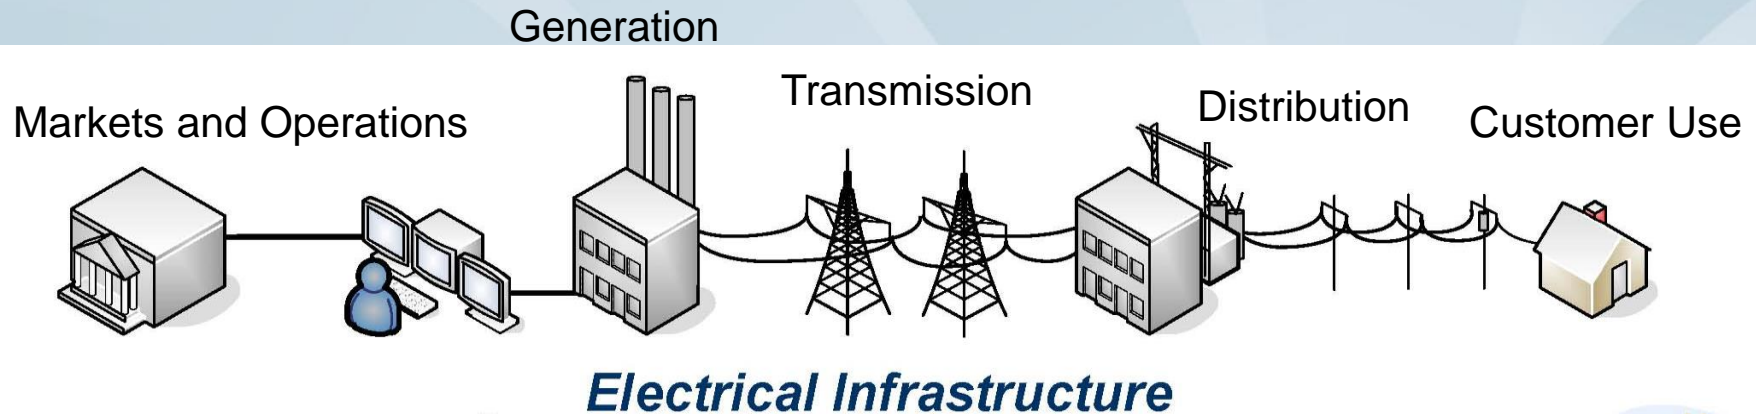 Generation
Markets and Operations
Transmission
Distribution
Customer Use
Electrical Infrastructure